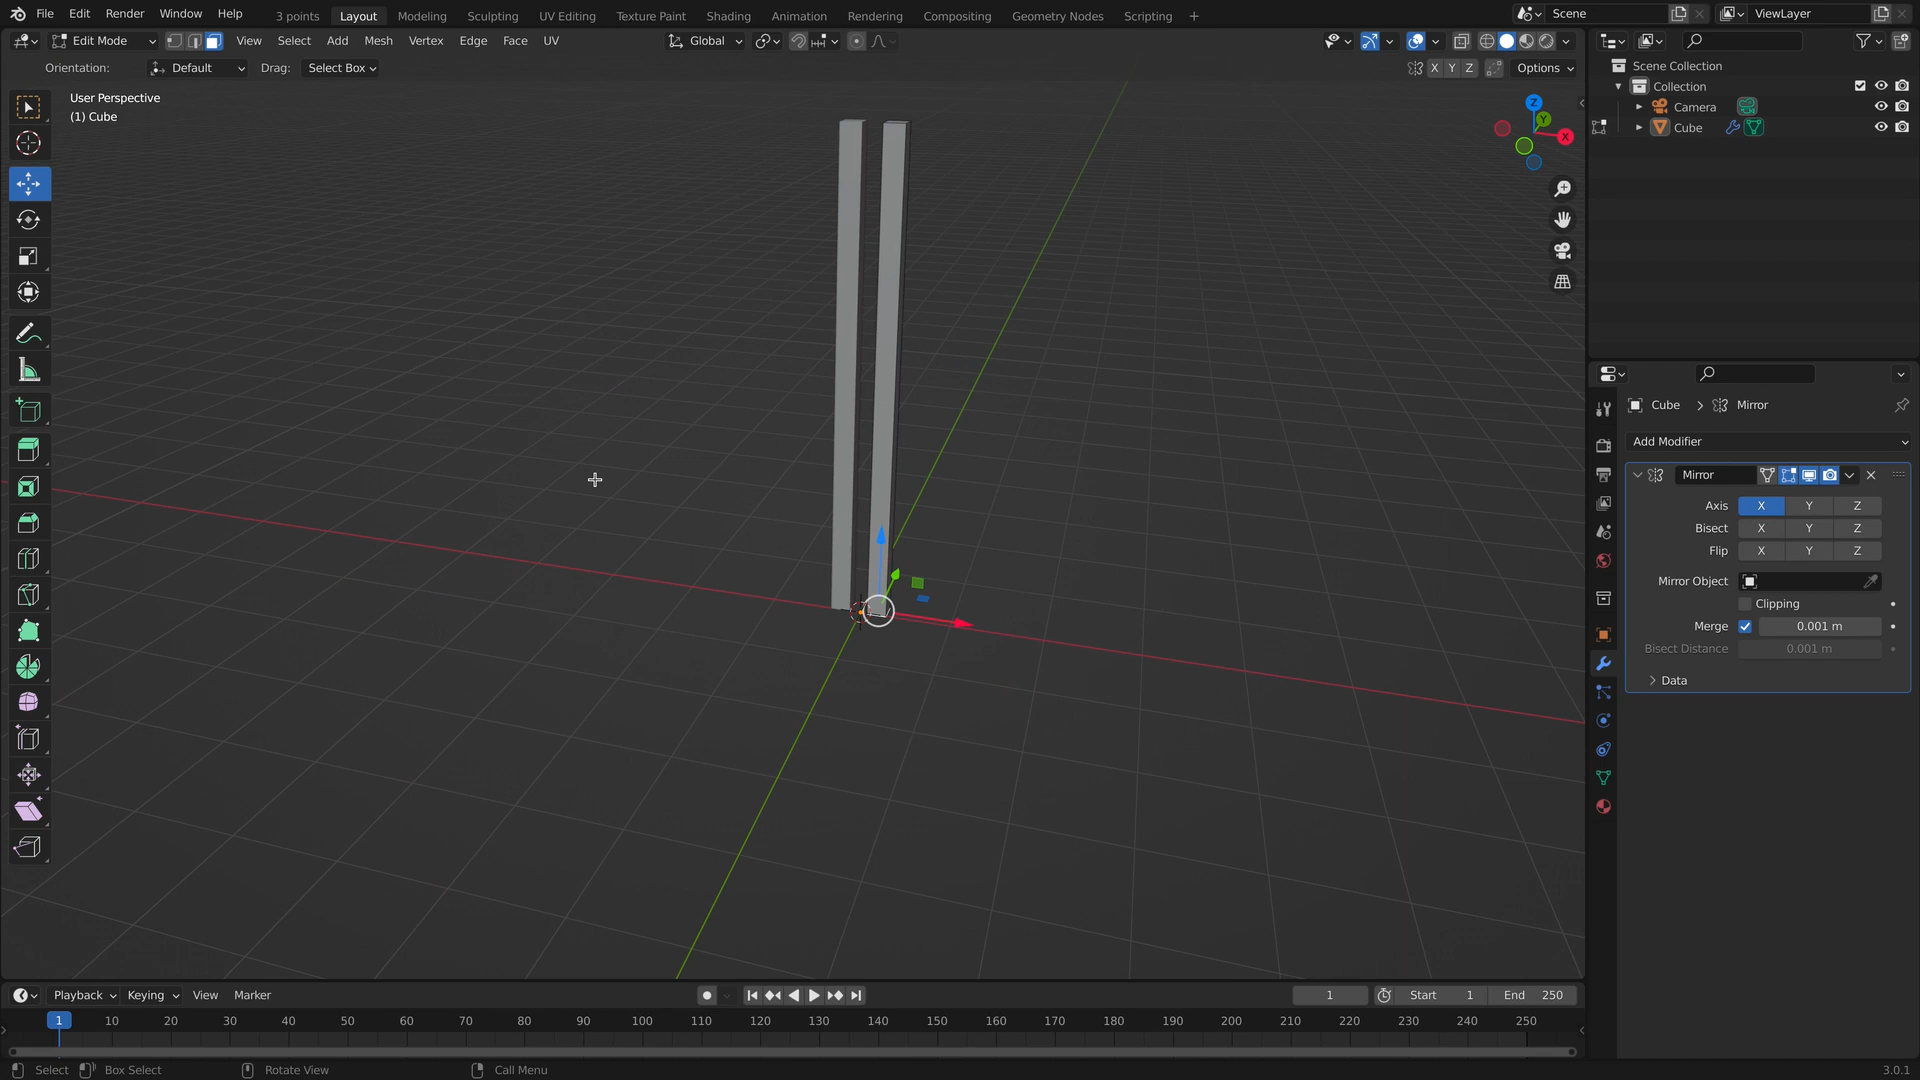 File Edit Render Window Help 3 points Layout Modeling Sculpting UV Editing Texture Paint Shading Animation Rendering Compositing Geometry Nodes Scripting + Scene ViewLayer
Edit Mode View Select Add Mesh Vertex Edge Face UV Global
Orientation: Default Drag: Select Box X Y Z Options
User Perspective
(1) Cube
Z
Y
X
Scene Collection
Collection
Camera
Cube
Cube > Mirror
Add Modifier
Mirror
Axis X Y Z
Bisect X Y Z
Flip X Y Z
Mirror Object
Clipping
Merge 0.001 m
Bisect Distance 0.001 m
Data
Playback Keying View Marker 1 Start 1 End 250
1 10 20 30 40 50 60 70 80 90 100 110 120 130 140 150 160 170 180 190 200 210 220 230 240 250
Select Box Select Rotate View Call Menu 3.0.1